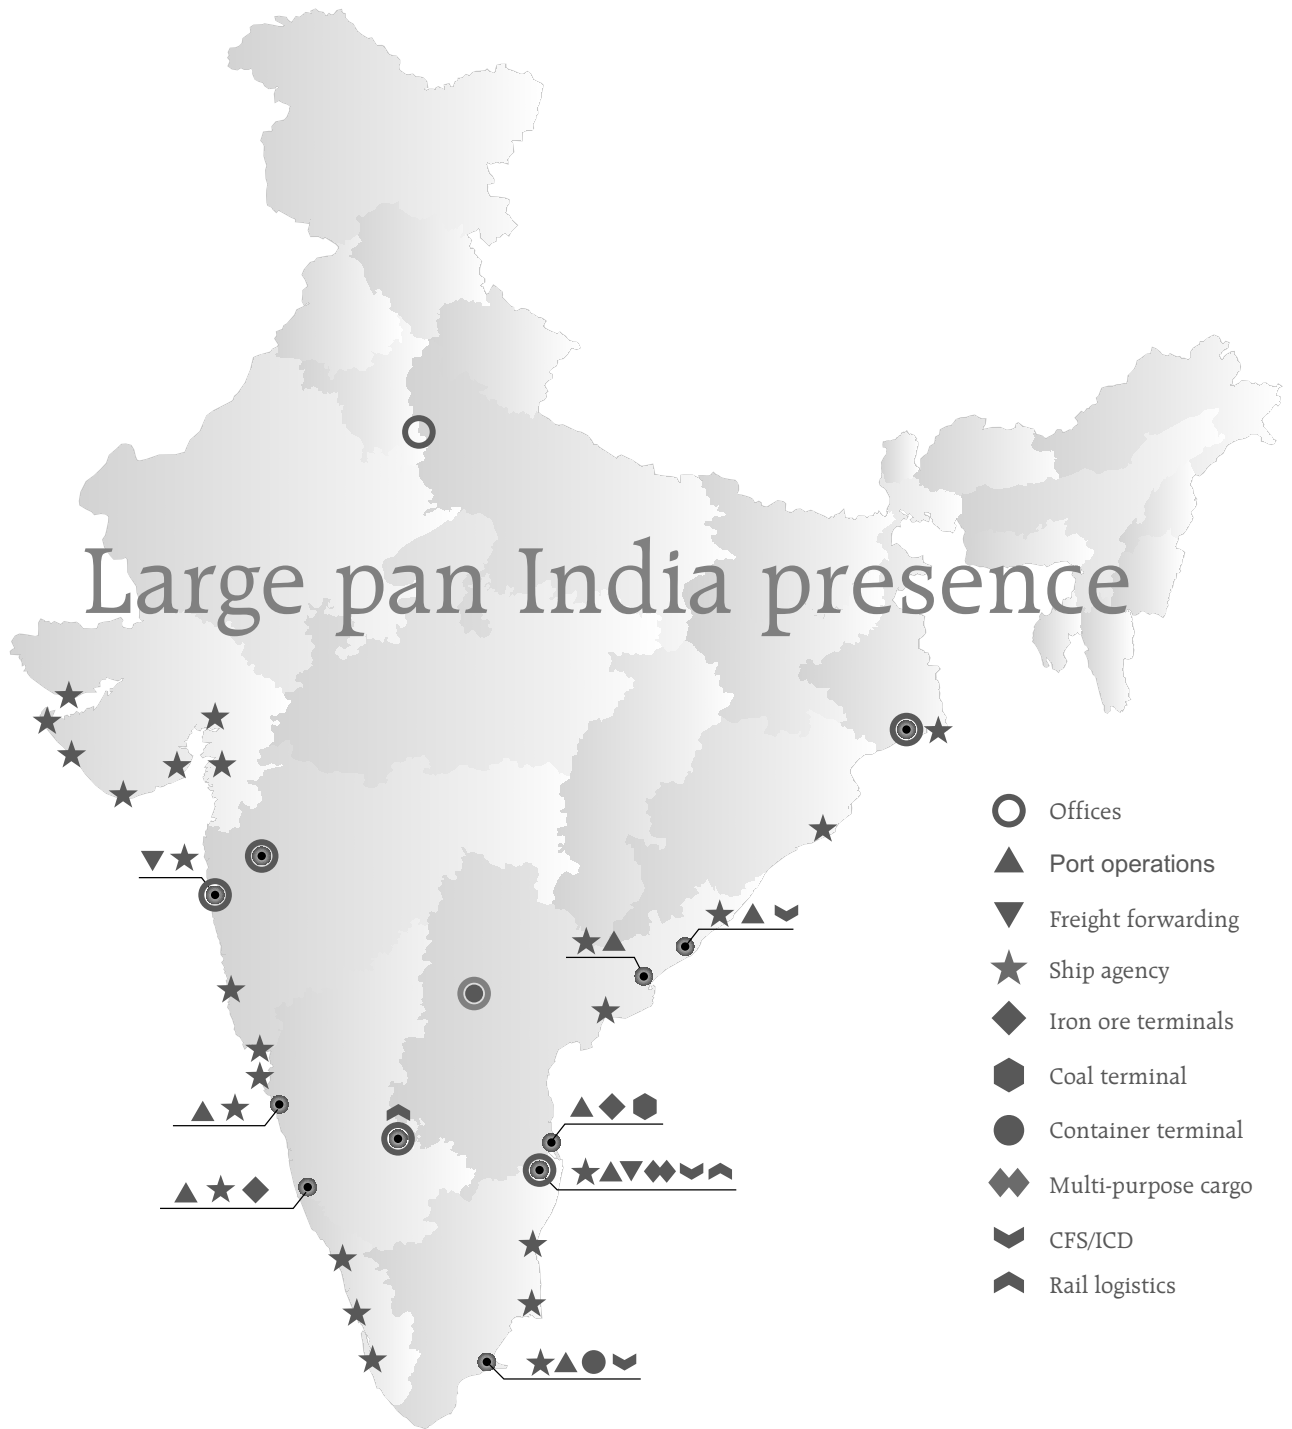 Large pan India presence
Offices
Port operations
Freight forwarding
Ship agency
Iron ore terminals
Coal terminal
Container terminal
Multi-purpose cargo
CFS/ICD
Rail logistics